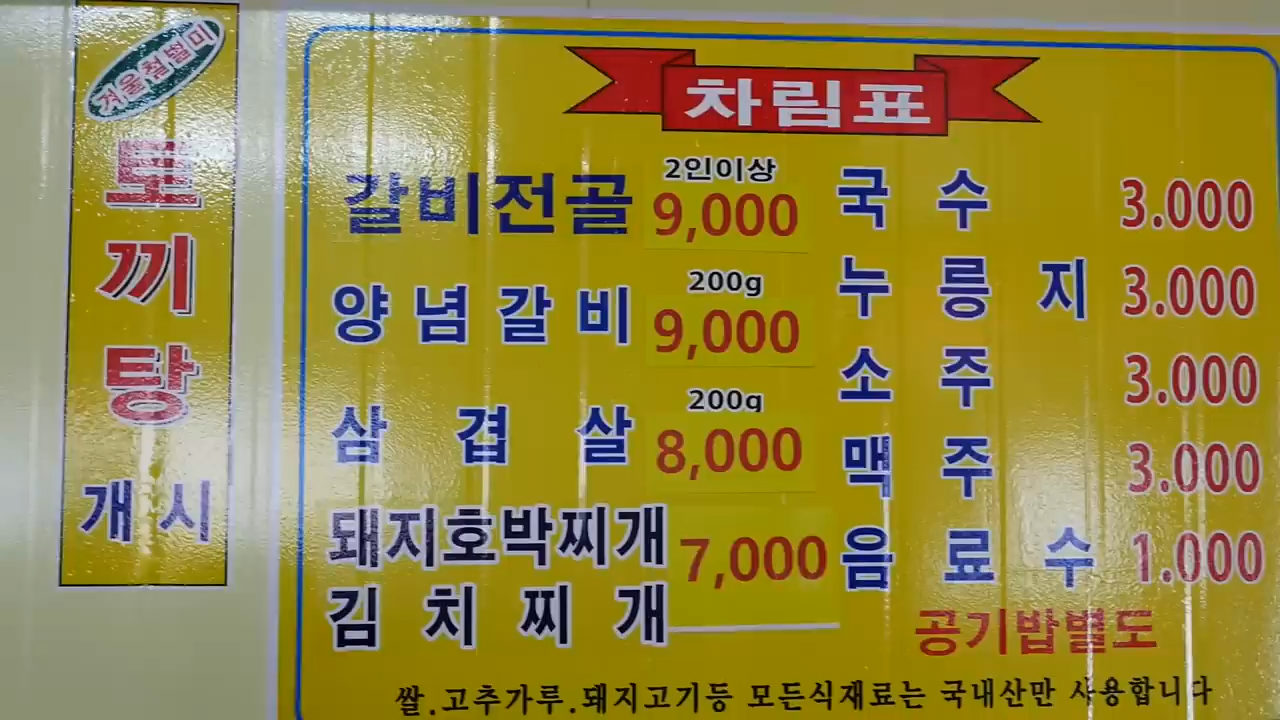 겨울철별미
토끼탕
개시
차림표
갈비전골 2인이상 9,000
양념갈비 200g 9,000
삼겹살 200g 8,000
돼지호박찌개
김치찌개 7,000
국수 3.000
누룽지 3.000
소주 3.000
맥주 3.000
음료수 1.000
공기밥별도
쌀.고추가루.돼지고기등 모든식재료는 국내산만 사용합니다